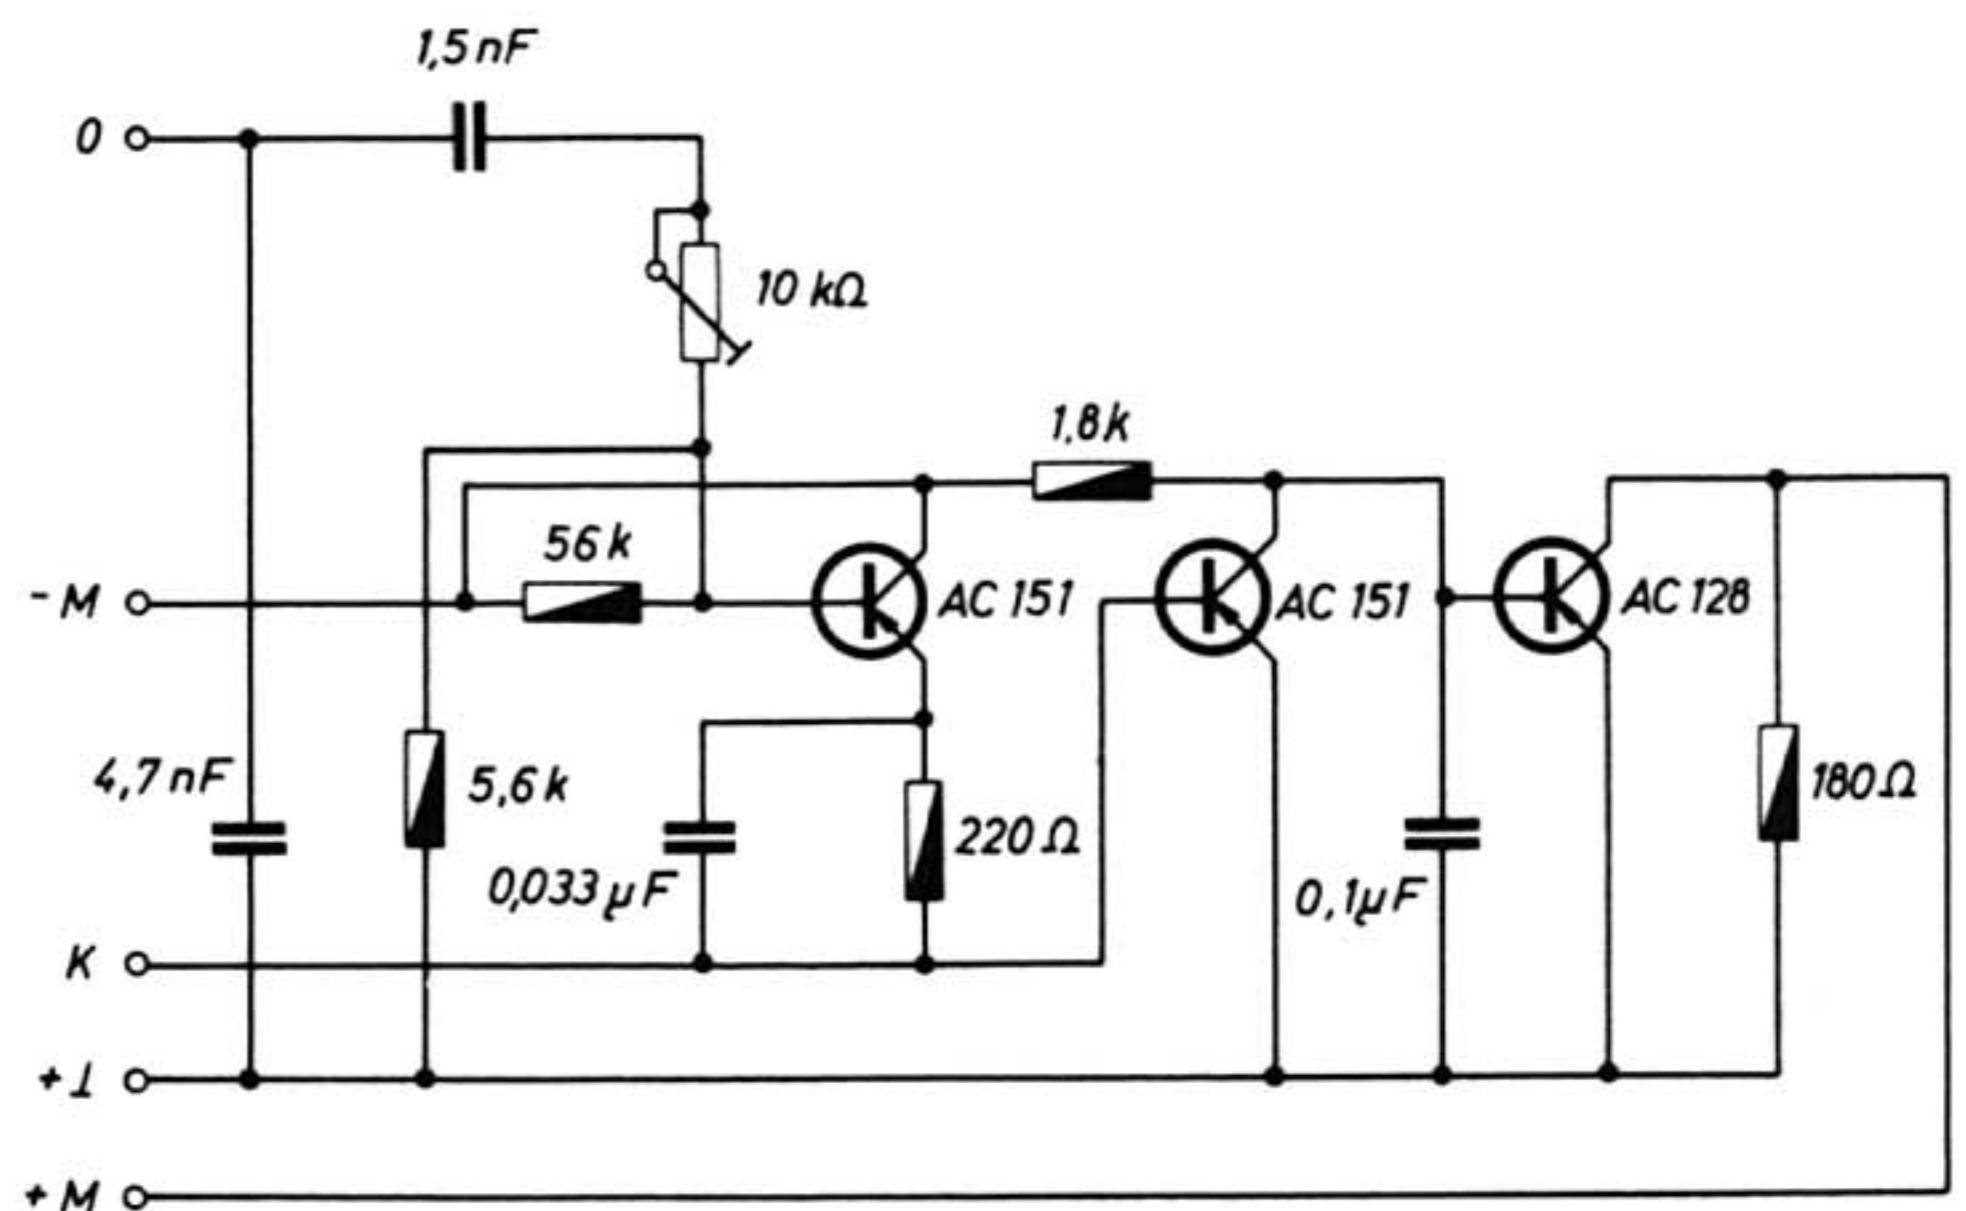 1,5 nF
0
10 kΩ
1,8 k
56 k
- M
AC 151
AC 151
AC 128
4,7 nF
5,6 k
220 Ω
180 Ω
0,033 µF
0,1 µF
K
+ ⊥
+ M